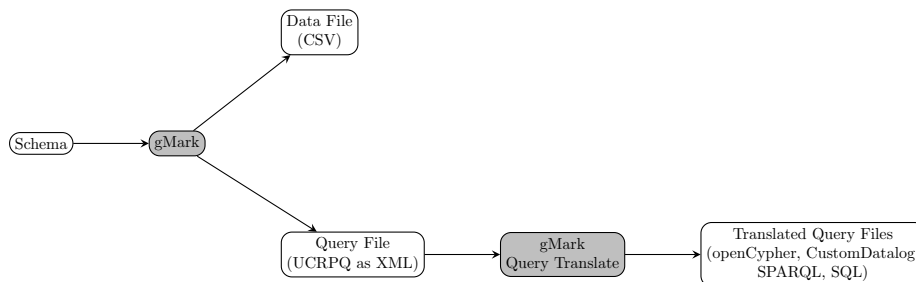 Data File
(CSV)
Schema
gMark
Query File
(UCRPQ as XML)
gMark
Query Translate
Translated Query Files
(openCypher, CustomDatalog
SPARQL, SQL)